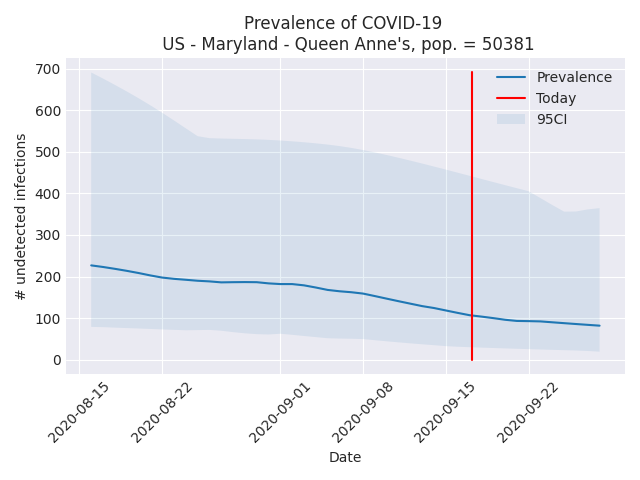 Prevalence of COVID-19
US - Maryland - Queen Anne's, pop. = 50381
700
600
500
400
300
200
100
0
# undetected infections
Prevalence
Today
95CI
2020-08-15
2020-08-22
2020-09-01
2020-09-08
2020-09-15
2020-09-22
Date